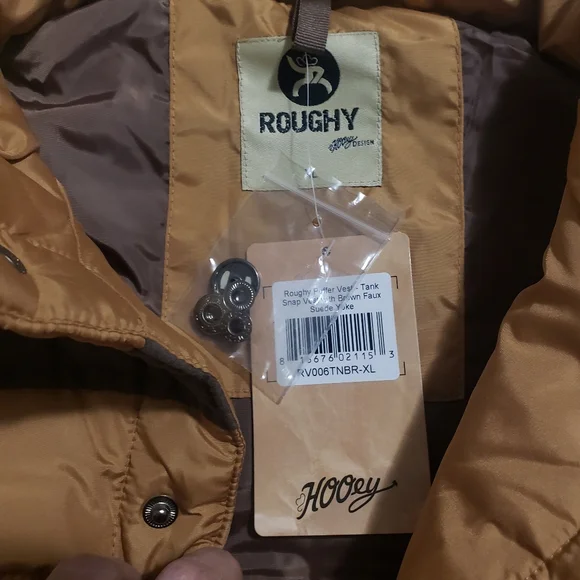 ROUGHY
HOOey DESIGN
Roughy Puffer Vest - Tank
Snap Vest with Brown Faux
Suede Yoke
8 15676 02115 3
RV006TNBR-XL
HOOey